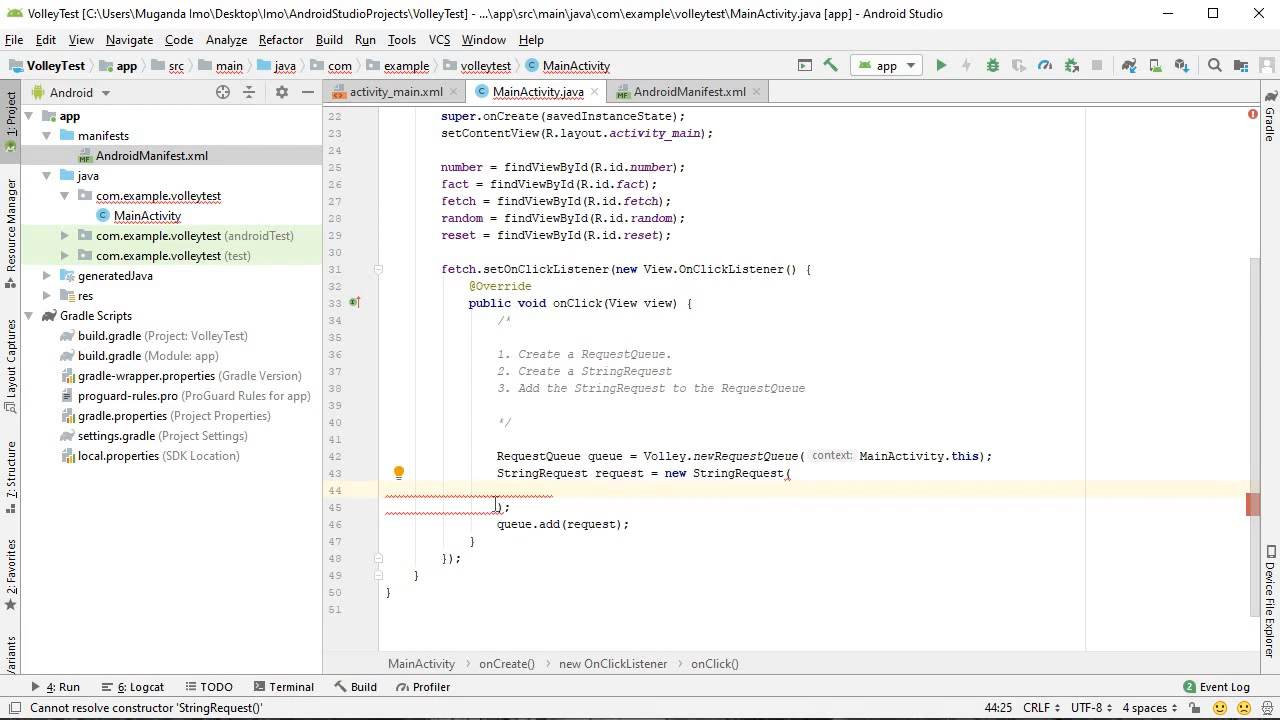 VolleyTest [C:\Users\Muganda Imo\Desktop\Imo\AndroidStudioProjects\VolleyTest] - ...\app\src\main\java\com\example\volleytest\MainActivity.java [app] - Android Studio
File Edit View Navigate Code Analyze Refactor Build Run Tools VCS Window Help
VolleyTest app src main java com example volleytest MainActivity app
1: Project
Resource Manager
Layout Captures
Z: Structure
2: Favorites
Android
app
manifests
AndroidManifest.xml
java
com.example.volleytest
MainActivity
com.example.volleytest (androidTest)
com.example.volleytest (test)
generatedJava
res
Gradle Scripts
build.gradle (Project: VolleyTest)
build.gradle (Module: app)
gradle-wrapper.properties (Gradle Version)
proguard-rules.pro (ProGuard Rules for app)
gradle.properties (Project Properties)
settings.gradle (Project Settings)
local.properties (SDK Location)
activity_main.xml MainActivity.java AndroidManifest.xml
22 super.onCreate(savedInstanceState);
23 setContentView(R.layout.activity_main);
24
25 number = findViewById(R.id.number);
26 fact = findViewById(R.id.fact);
27 fetch = findViewById(R.id.fetch);
28 random = findViewById(R.id.random);
29 reset = findViewById(R.id.reset);
30
31 fetch.setOnClickListener(new View.OnClickListener() {
32 @Override
33 public void onClick(View view) {
34 /*
35
36 1. Create a RequestQueue.
37 2. Create a StringRequest
38 3. Add the StringRequest to the RequestQueue
39
40 */
41
42 RequestQueue queue = Volley.newRequestQueue( context: MainActivity.this);
43 StringRequest request = new StringRequest(
44
45 );
46 queue.add(request);
47 }
48 });
49 }
50 }
51
MainActivity onCreate() new OnClickListener onClick()
Gradle
Device File Explorer
4: Run 6: Logcat TODO Terminal Build Profiler 2 Event Log
Cannot resolve constructor 'StringRequest()' 44:25 CRLF UTF-8 4 spaces